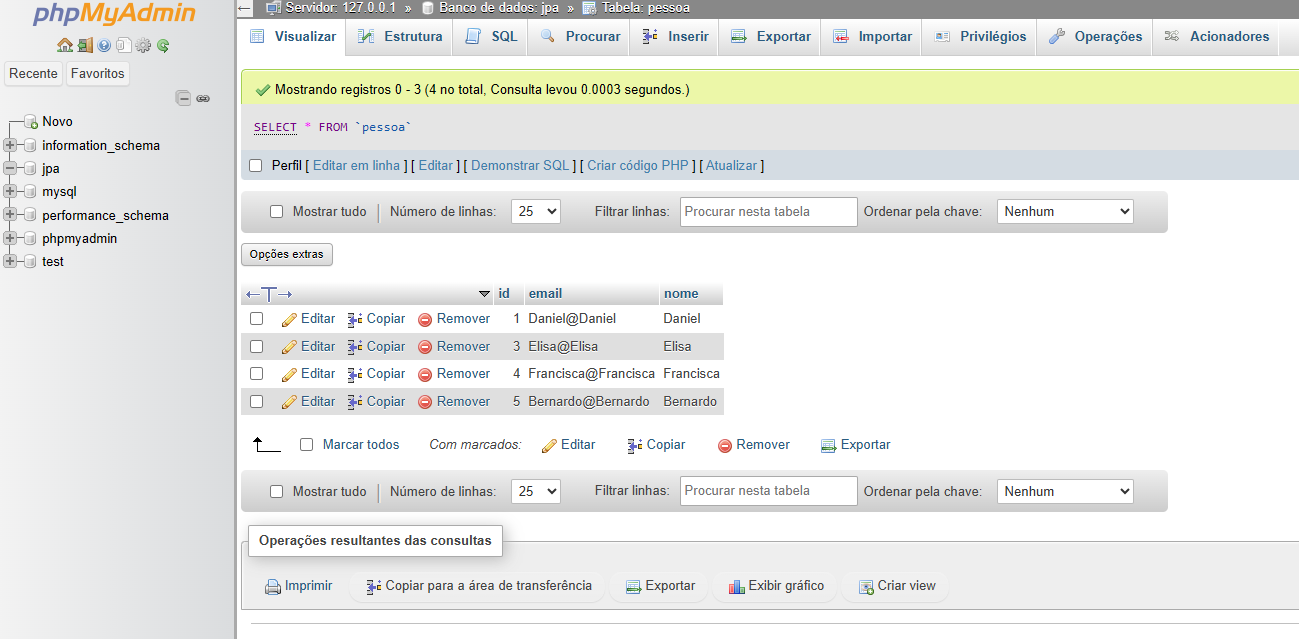 phpMyAdmin
Recente Favoritos
Novo
information_schema
jpa
mysql
performance_schema
phpmyadmin
test
Servidor: 127.0.0.1 » Banco de dados: jpa » Tabela: pessoa
Visualizar Estrutura SQL Procurar Inserir Exportar Importar Privilégios Operações Acionadores
Mostrando registros 0 - 3 (4 no total, Consulta levou 0.0003 segundos.)
SELECT * FROM `pessoa`
Perfil [ Editar em linha ] [ Editar ] [ Demonstrar SQL ] [ Criar código PHP ] [ Atualizar ]
Mostrar tudo | Número de linhas: 25 Filtrar linhas: Procurar nesta tabela Ordenar pela chave: Nenhum
Opções extras
←T→ id email nome
Editar Copiar Remover 1 Daniel@Daniel Daniel
Editar Copiar Remover 3 Elisa@Elisa Elisa
Editar Copiar Remover 4 Francisca@Francisca Francisca
Editar Copiar Remover 5 Bernardo@Bernardo Bernardo
Marcar todos Com marcados: Editar Copiar Remover Exportar
Mostrar tudo | Número de linhas: 25 Filtrar linhas: Procurar nesta tabela Ordenar pela chave: Nenhum
Operações resultantes das consultas
Imprimir Copiar para a área de transferência Exportar Exibir gráfico Criar view